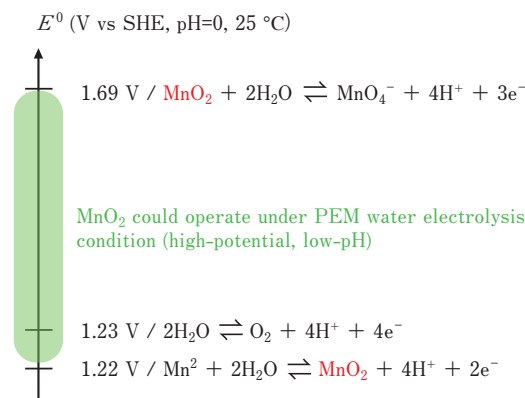 E⁰ (V vs SHE, pH=0, 25 °C)
1.69 V / MnO₂ + 2H₂O ⇌ MnO₄⁻ + 4H⁺ + 3e⁻
MnO₂ could operate under PEM water electrolysis
condition (high-potential, low-pH)
1.23 V / 2H₂O ⇌ O₂ + 4H⁺ + 4e⁻
1.22 V / Mn² + 2H₂O ⇌ MnO₂ + 4H⁺ + 2e⁻